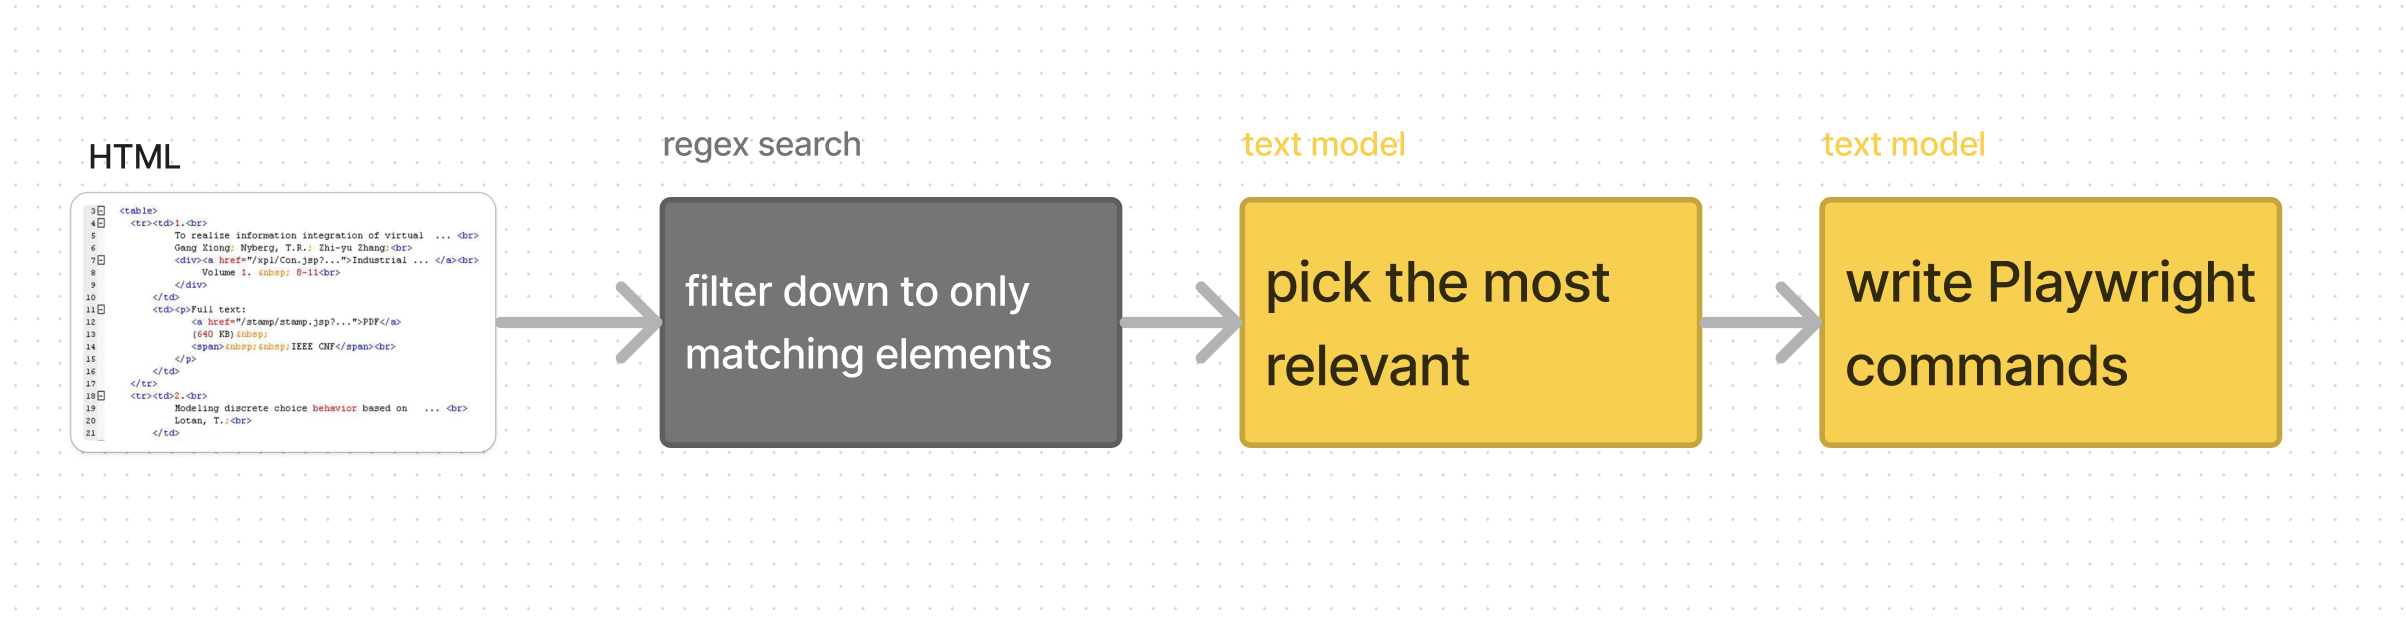 HTML
3 <table>
4 <tr><td>1.<br>
5 To realize information integration of virtual ... <br>
6 Gang Xiong; Nyberg, T.R.; Zhi-yu Zhang;<br>
7 <div><a href="/xpl/Con.jsp?...">Industrial ... </a><br>
8 Volume 1. &nbsp; 8-11<br>
9 </div>
10 </td>
11 <td><p>Full text:
12 <a href="/stamp/stamp.jsp?...">PDF</a>
13 (640 KB)&nbsp;
14 <span>&nbsp;&nbsp;IEEE CNF</span><br>
15 </p>
16 </td>
17 </tr>
18 <tr><td>2.<br>
19 Modeling discrete choice behavior based on ... <br>
20 Lotan, T.;<br>
21 </td>
regex search
filter down to only
matching elements
text model
pick the most
relevant
text model
write Playwright
commands